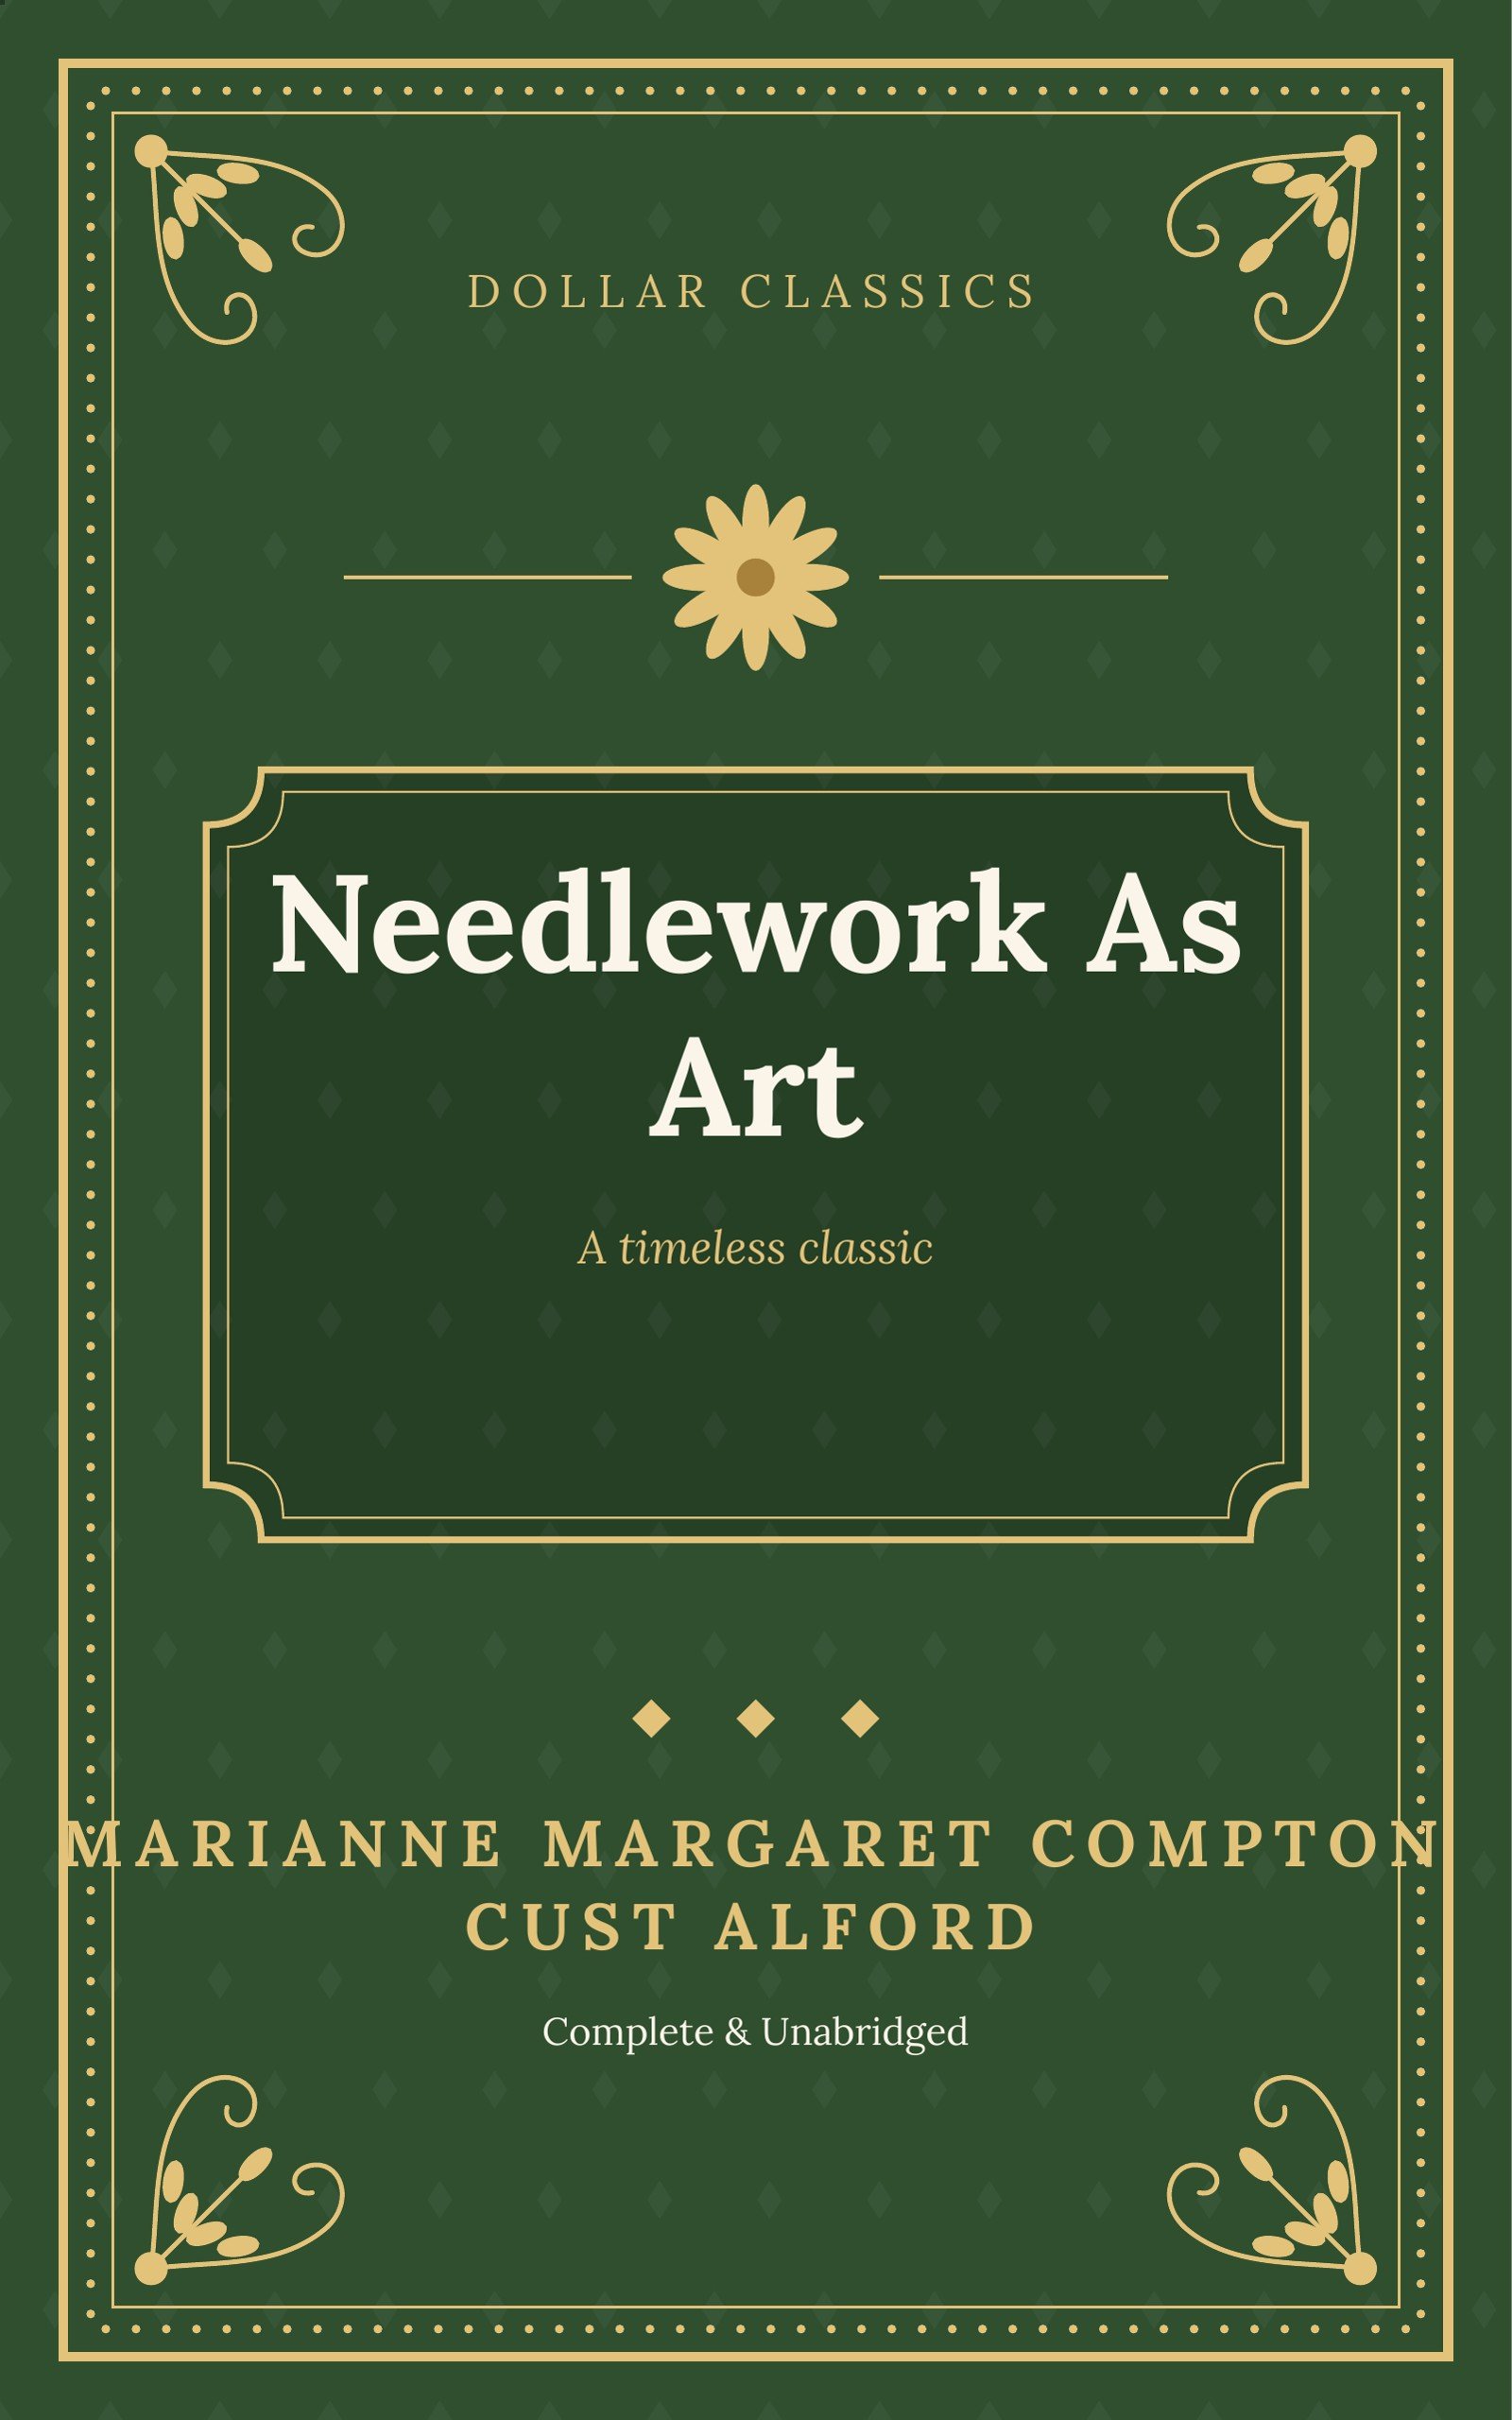 DOLLAR CLASSICS
Needlework As
Art
A timeless classic
MARIANNE MARGARET COMPTON
CUST ALFORD
Complete & Unabridged